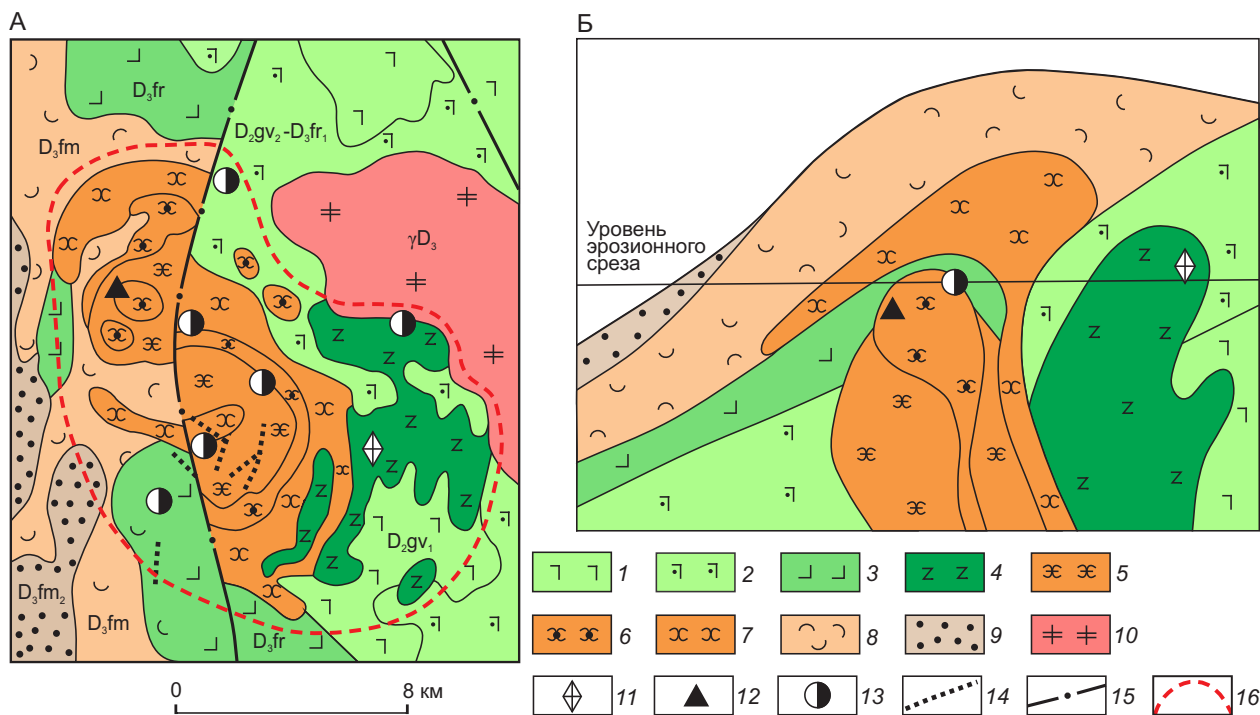 А
Б
D₃fr
D₂gv₂-D₃fr₁
D₃fm
γD₃
D₂gv₁
D₃fm₂
D₃fm
D₃fr
0
8 км
Уровень
эрозионного
среза
1
2
3
4
5
6
7
8
9
10
11
12
13
14
15
16